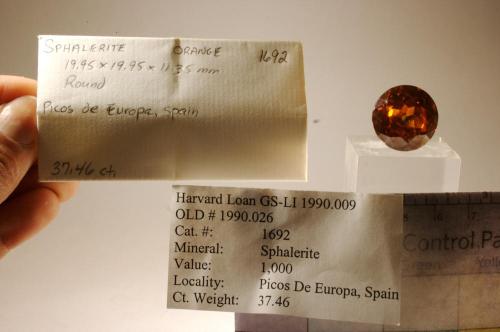 SPHALERITE ORANGE 1692
19.95 x 19.95 x 11.35 mm
Round
Picos de Europa, Spain
37.46 ct.
Harvard Loan GS-LI 1990.009
OLD # 1990.026
Cat. #: 1692
Mineral: Sphalerite
Value: 1,000
Locality: Picos De Europa, Spain
Ct. Weight: 37.46
Control Pa